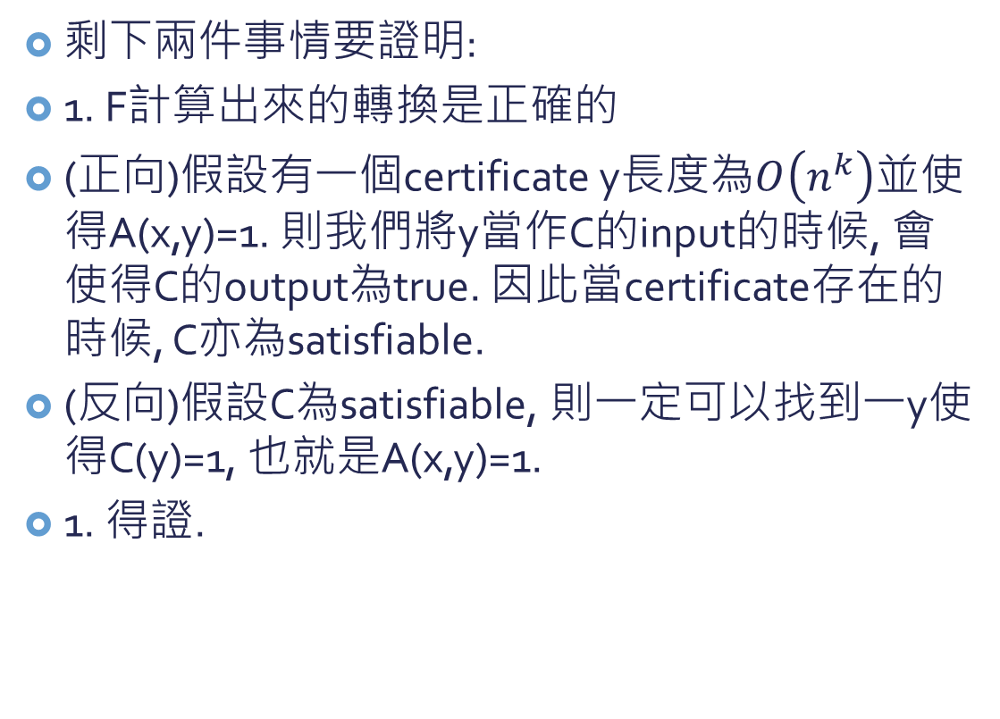 剩下兩件事情要證明:
1. F計算出來的轉換是正確的
(正向)假設有一個certificate y長度為O(n^k)並使
得A(x,y)=1. 則我們將y當作C的input的時候, 會
使得C的output為true. 因此當certificate存在的
時候, C亦為satisfiable.
(反向)假設C為satisfiable, 則一定可以找到一y使
得C(y)=1, 也就是A(x,y)=1.
1. 得證.